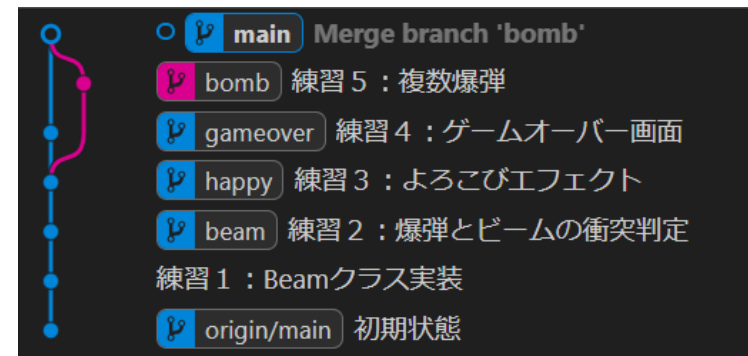 main Merge branch 'bomb'
bomb 練習５：複数爆弾
gameover 練習４：ゲームオーバー画面
happy 練習３：よろこびエフェクト
beam 練習２：爆弾とビームの衝突判定
練習１：Beamクラス実装
origin/main 初期状態